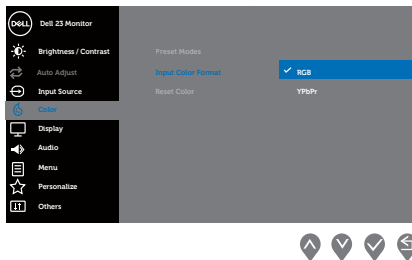 DELL Dell 23 Monitor
Brightness / Contrast
Auto Adjust
Input Source
Color
Display
Audio
Menu
Personalize
Others
Preset Modes
Input Color Format
Reset Color
RGB
YPbPr